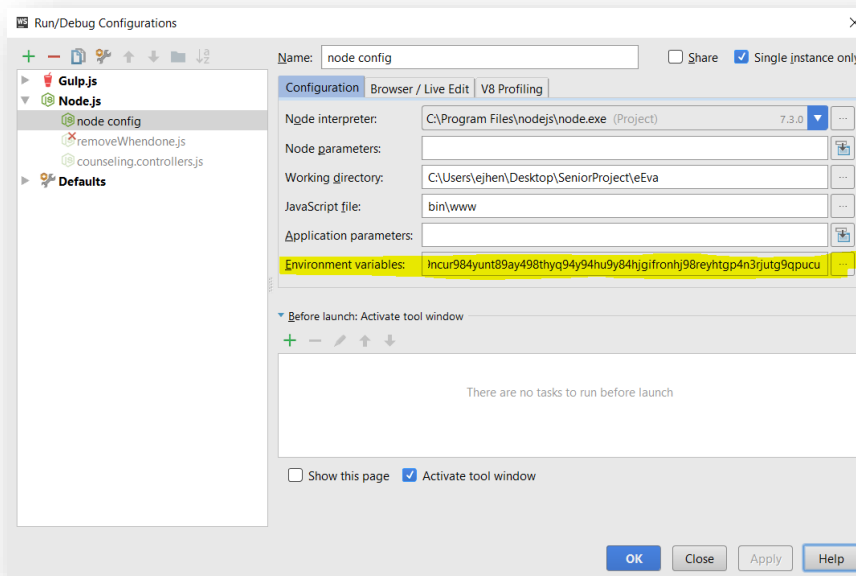 WS Run/Debug Configurations
Name: node config Share Single instance only
Gulp.js
Node.js
node config
removeWhendone.js
counseling.controllers.js
Defaults
Configuration Browser / Live Edit V8 Profiling
Node interpreter: C:\Program Files\nodejs\node.exe (Project) 7.3.0
Node parameters:
Working directory: C:\Users\ejhen\Desktop\SeniorProject\eEva
JavaScript file: bin\www
Application parameters:
Environment variables: ncur984yunt89ay498thyq94y94hu9y84hjgifronhj98reyhtgp4n3rjutg9qpucu
Before launch: Activate tool window
There are no tasks to run before launch
Show this page Activate tool window
OK Close Apply Help